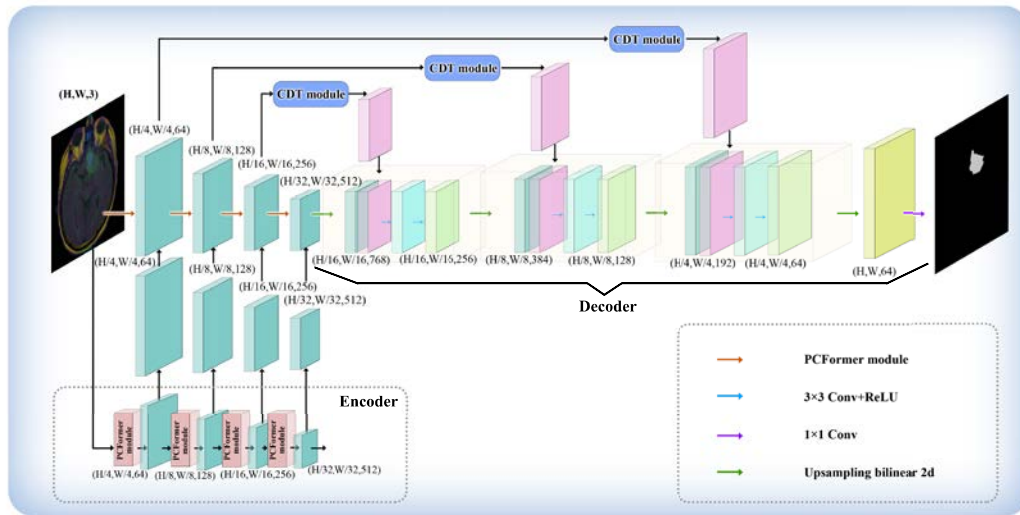 CDT module
CDT module
CDT module
(H,W,3)
(H/4,W/4,64)
(H/8,W/8,128)
(H/16,W/16,256)
(H/32,W/32,512)
(H/4,W/4,64)
(H/16,W/16,768)
(H/16,W/16,256)
(H/8,W/8,384)
(H/8,W/8,128)
(H/4,W/4,192)
(H/4,W/4,64)
(H,W,64)
(H/8,W/8,128)
(H/16,W/16,256)
(H/32,W/32,512)
Decoder
Encoder
PCFormer
module
PCFormer
module
PCFormer
module
PCFormer
module
(H/4,W/4,64)
(H/8,W/8,128)
(H/16,W/16,256)
(H/32,W/32,512)
PCFormer module
3×3 Conv+ReLU
1×1 Conv
Upsampling bilinear 2d